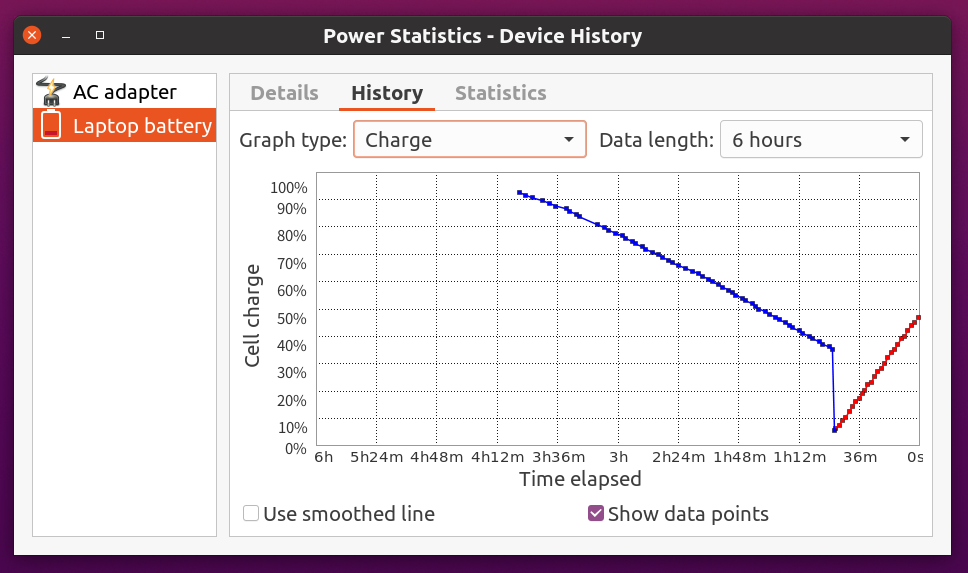 Power Statistics - Device History
AC adapter
Laptop battery
Details History Statistics
Graph type: Charge Data length: 6 hours
100%
90%
80%
70%
60%
50%
40%
30%
20%
10%
0%
Cell charge
6h 5h24m 4h48m 4h12m 3h36m 3h 2h24m 1h48m 1h12m 36m 0s
Time elapsed
Use smoothed line Show data points